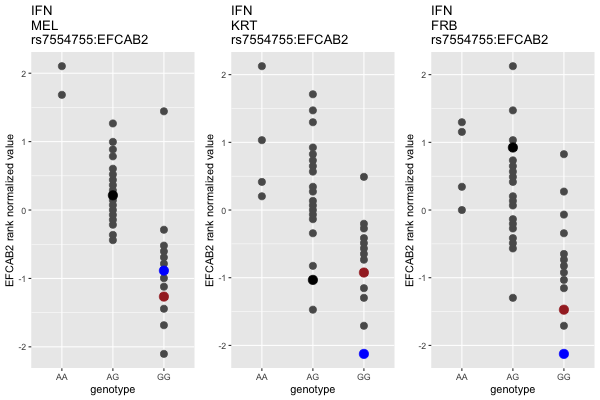 IFN
MEL
rs7554755:EFCAB2
EFCAB2 rank normalized value
2
1
0
-1
-2
AA AG GG
genotype
IFN
KRT
rs7554755:EFCAB2
EFCAB2 rank normalized value
2
1
0
-1
-2
AA AG GG
genotype
IFN
FRB
rs7554755:EFCAB2
EFCAB2 rank normalized value
2
1
0
-1
-2
AA AG GG
genotype